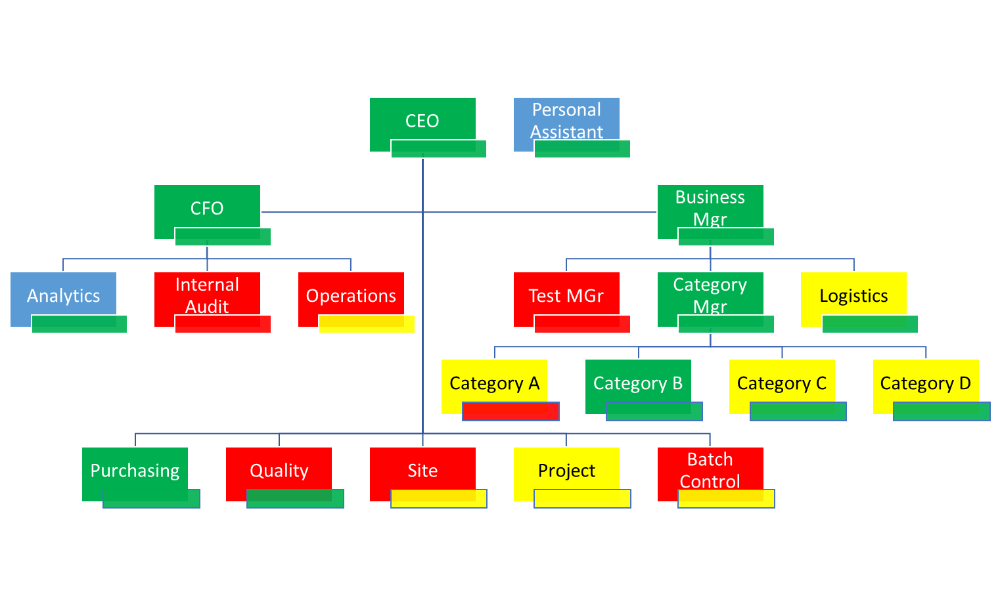 CEO
Personal
Assistant
CFO
Business
Mgr
Analytics
Internal
Audit
Operations
Test MGr
Category
Mgr
Logistics
Category A
Category B
Category C
Category D
Purchasing
Quality
Site
Project
Batch
Control